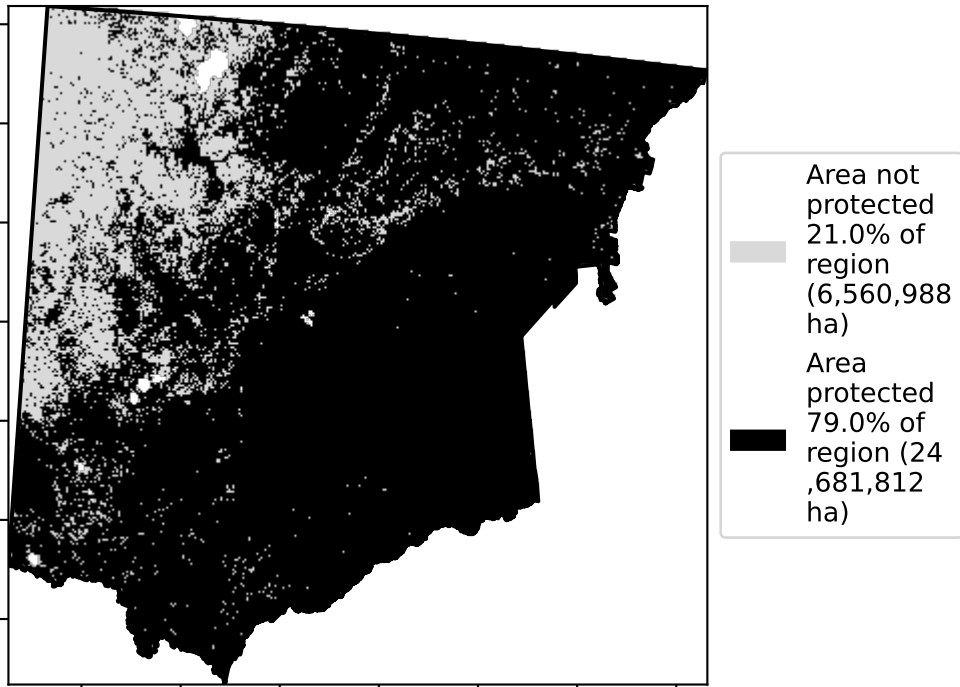 Area not
protected
21.0% of
region
(6,560,988
ha)
Area
protected
79.0% of
region (24
,681,812
ha)